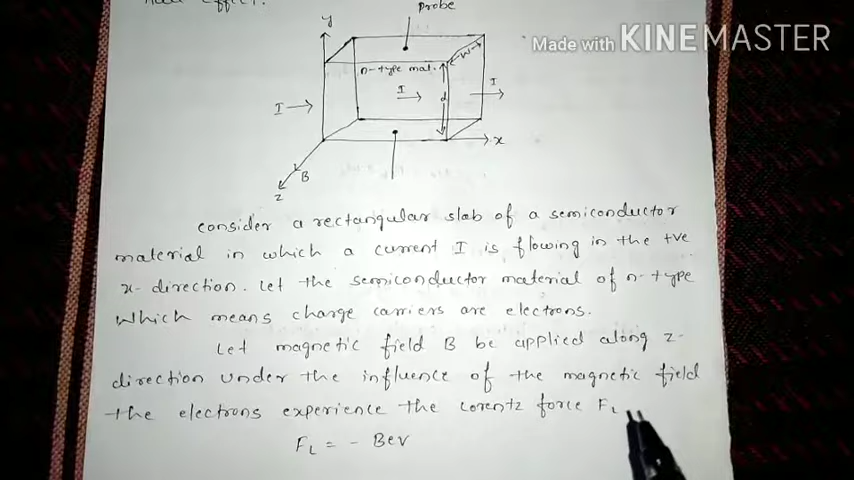 Probe
Made with KINEMASTER
y
w
n-type mat.
I
I
d
I
x
B
z
consider a rectangular slab of a semiconductor
material in which a current I is flowing in the +ve
x-direction. Let the semiconductor material of n-type
which means charge carriers are electrons.
Let magnetic field B be applied along z-
direction under the influence of the magnetic field
the electrons experience the Lorentz force FL
FL = - Bev